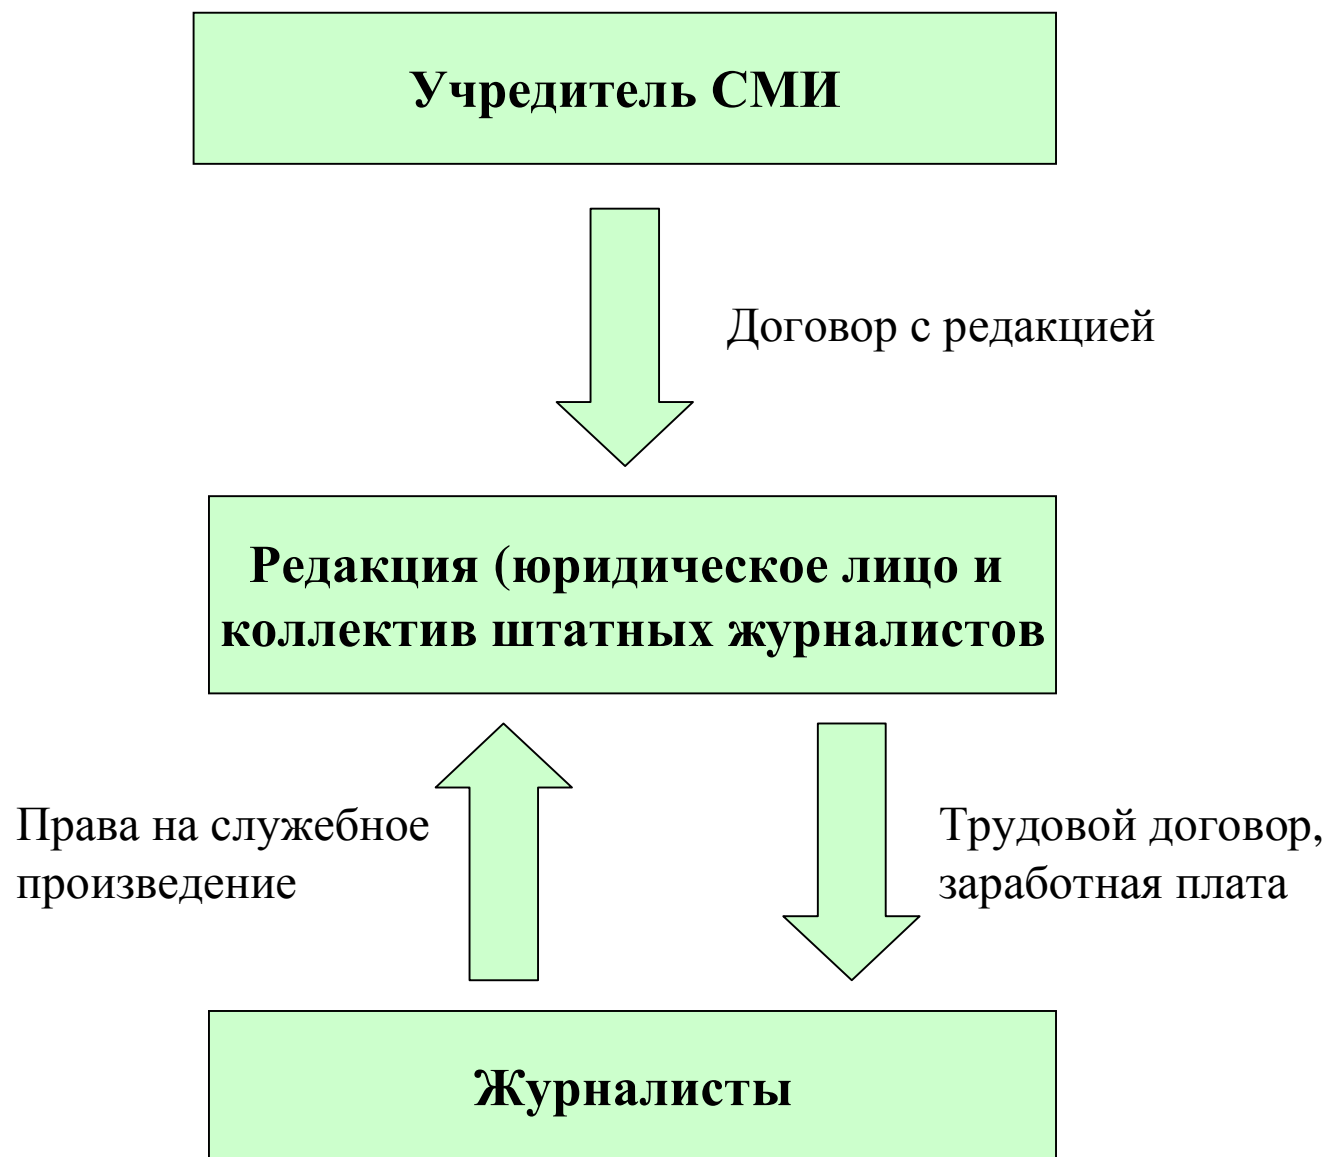 Учредитель СМИ
Договор с редакцией
Редакция (юридическое лицо и
коллектив штатных журналистов
Права на служебное
произведение
Трудовой договор,
заработная плата
Журналисты